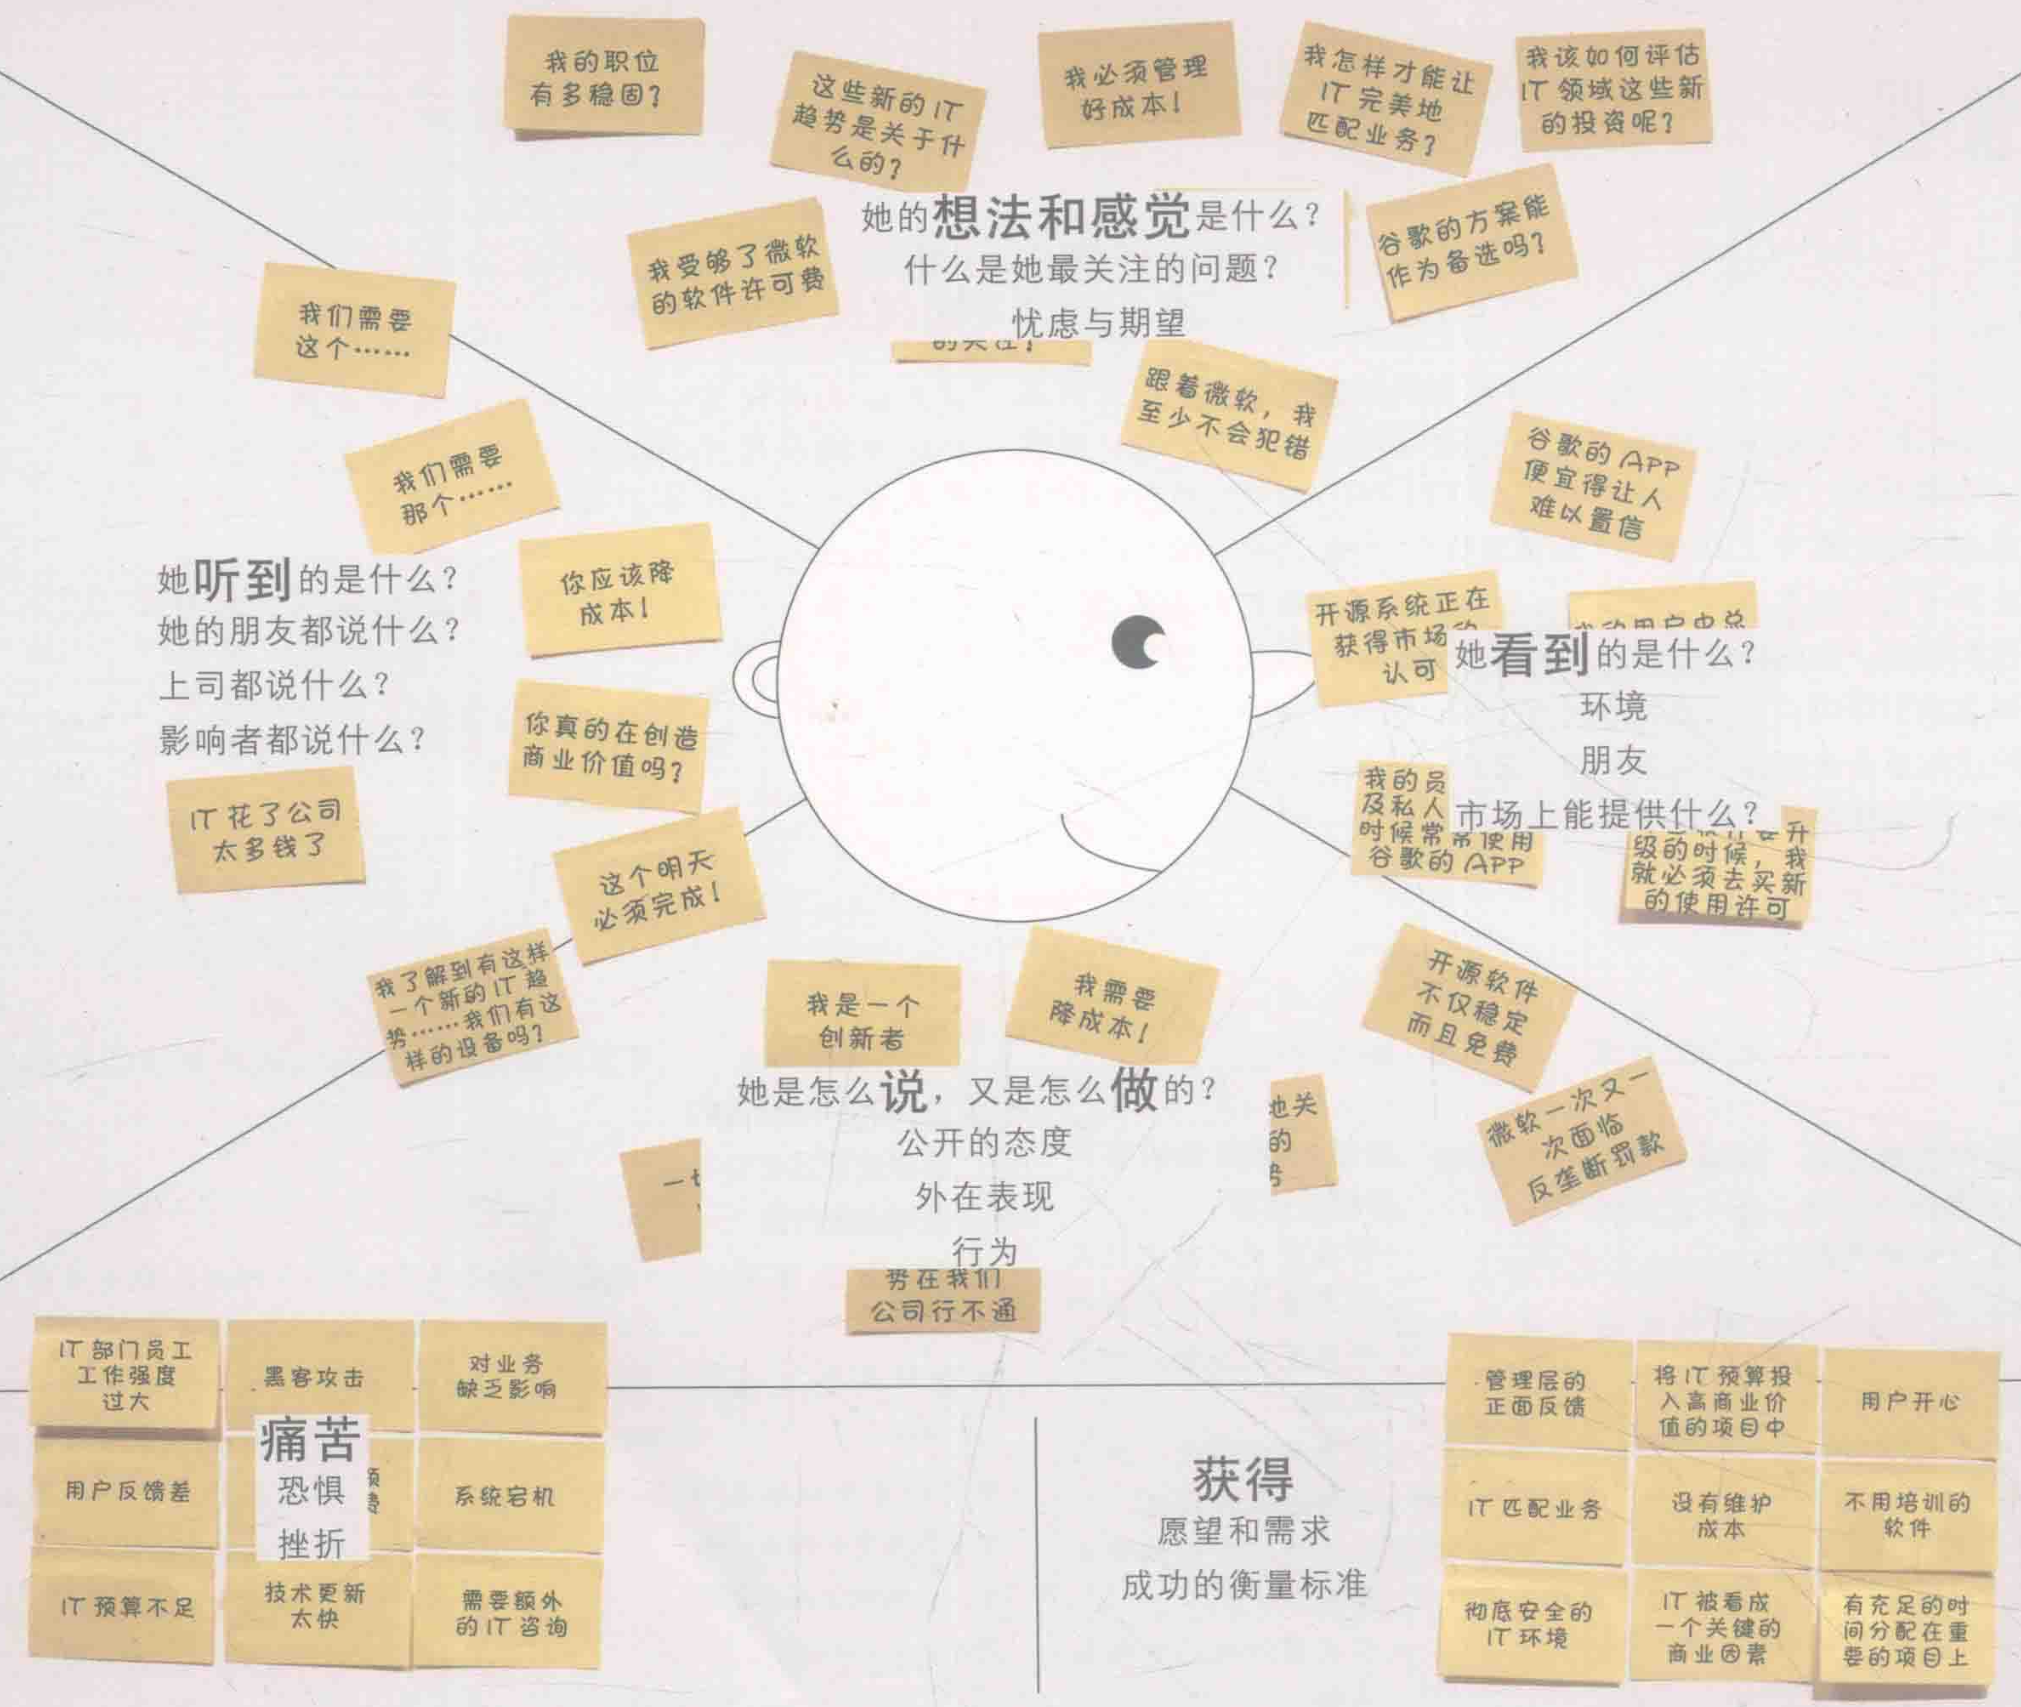 我的职位
有多稳固？
这些新的IT
趋势是关于什
么的？
我必须管理
好成本！
我怎样才能让
IT完美地
匹配业务？
我该如何评估
IT领域这些新
的投资呢？
我受够了微软
的软件许可费
她的想法和感觉是什么？
什么是她最关注的问题？
忧虑与期望
谷歌的方案能
作为备选吗？
的关注？
跟着微软，我
至少不会犯错
我们需要
这个……
我们需要
那个……
她听到的是什么？
她的朋友都说什么？
上司都说什么？
影响者都说什么？
你应该降
成本！
你真的在创造
商业价值吗？
IT花了公司
太多钱了
这个明天
必须完成！
我了解到有这样
一个新的IT趋
势……我们有这
样的设备吗？
谷歌的APP
便宜得让人
难以置信
开源系统正在
获得市场的
认可
她看到的是什么？
环境
朋友
市场上能提供什么？
我的员
及私人
时候常常使用
谷歌的APP
升
级的时候，我
就必须去买新
的使用许可
开源软件
不仅稳定
而且免费
微软一次又一
次面临
反垄断罚款
我是一个
创新者
我需要
降成本！
她是怎么说，又是怎么做的？
公开的态度
外在表现
行为
一
地关
的
势在我们
公司行不通
IT部门员工
工作强度
过大
黑客攻击
对业务
缺乏影响
用户反馈差
痛苦
恐惧
挫折
系统宕机
IT预算不足
技术更新
太快
需要额外
的IT咨询
获得
愿望和需求
成功的衡量标准
管理层的
正面反馈
将IT预算投
入高商业价
值的项目中
用户开心
IT匹配业务
没有维护
成本
不用培训的
软件
彻底安全的
IT环境
IT被看成
一个关键的
商业因素
有充足的时
间分配在重
要的项目上